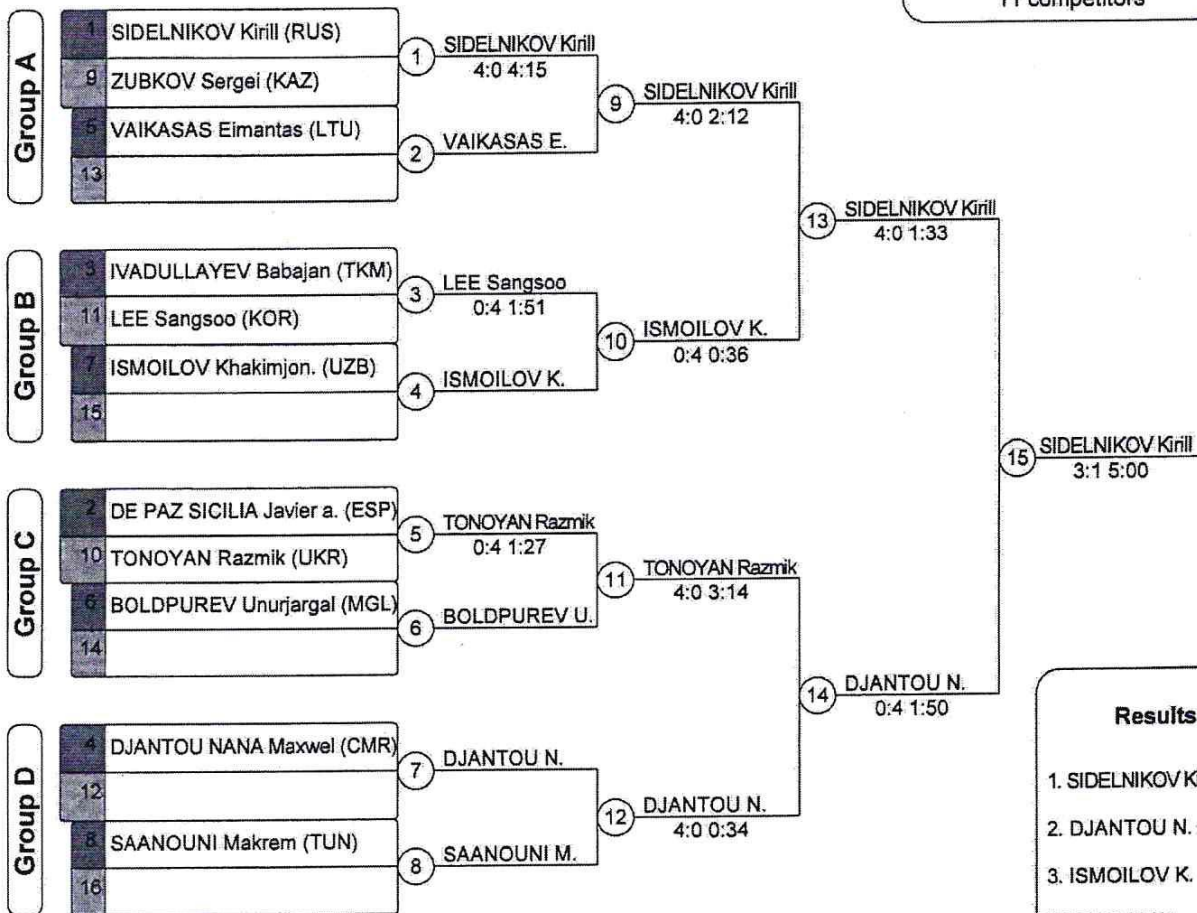 11 competitors
Group A
1 SIDELNIKOV Kirill (RUS)
9 ZUBKOV Sergei (KAZ)
5 VAIKASAS Eimantas (LTU)
13
1 SIDELNIKOV Kirill
4:0 4:15
2 VAIKASAS E.
9 SIDELNIKOV Kirill
4:0 2:12
Group B
3 IVADULLAYEV Babajan (TKM)
11 LEE Sangsoo (KOR)
7 ISMOILOV Khakimjon. (UZB)
15
3 LEE Sangsoo
0:4 1:51
4 ISMOILOV K.
10 ISMOILOV K.
0:4 0:36
13 SIDELNIKOV Kirill
4:0 1:33
Group C
2 DE PAZ SICILIA Javier a. (ESP)
10 TONOYAN Razmik (UKR)
6 BOLDPUREV Unurjargal (MGL)
14
5 TONOYAN Razmik
0:4 1:27
6 BOLDPUREV U.
11 TONOYAN Razmik
4:0 3:14
Group D
4 DJANTOU NANA Maxwel (CMR)
12
8 SAANOUNI Makrem (TUN)
16
7 DJANTOU N.
8 SAANOUNI M.
12 DJANTOU N.
4:0 0:34
14 DJANTOU N.
0:4 1:50
15 SIDELNIKOV Kirill
3:1 5:00
Results
1. SIDELNIKOV K
2. DJANTOU N.
3. ISMOILOV K.